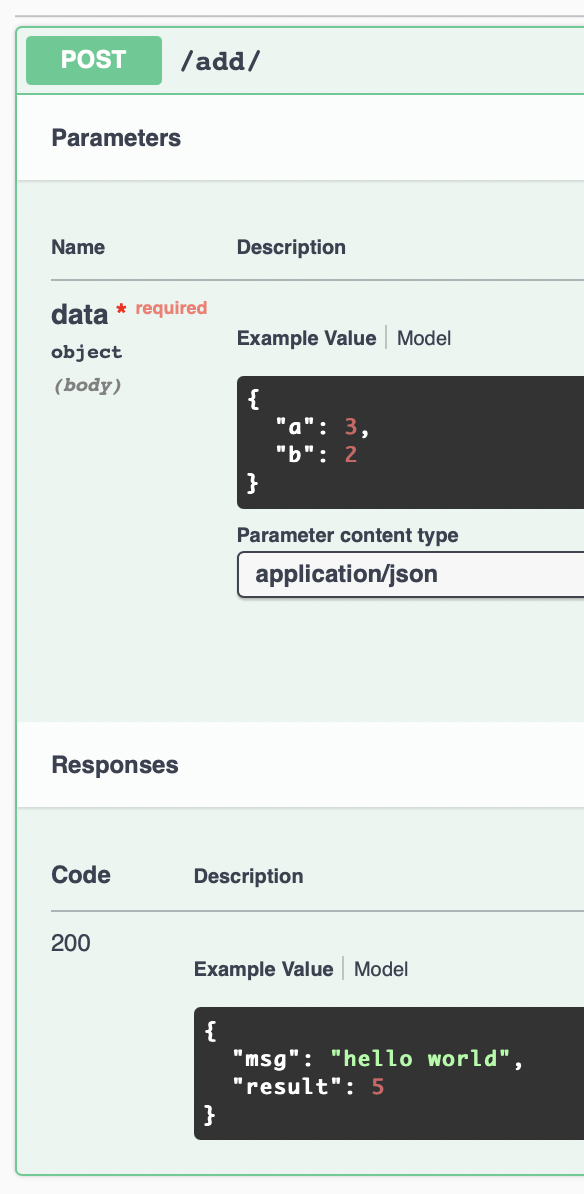 POST /add/
Parameters
Name Description
data * required
object
(body)
Example Value Model
{
"a": 3,
"b": 2
}
Parameter content type
application/json
Responses
Code Description
200
Example Value Model
{
"msg": "hello world",
"result": 5
}